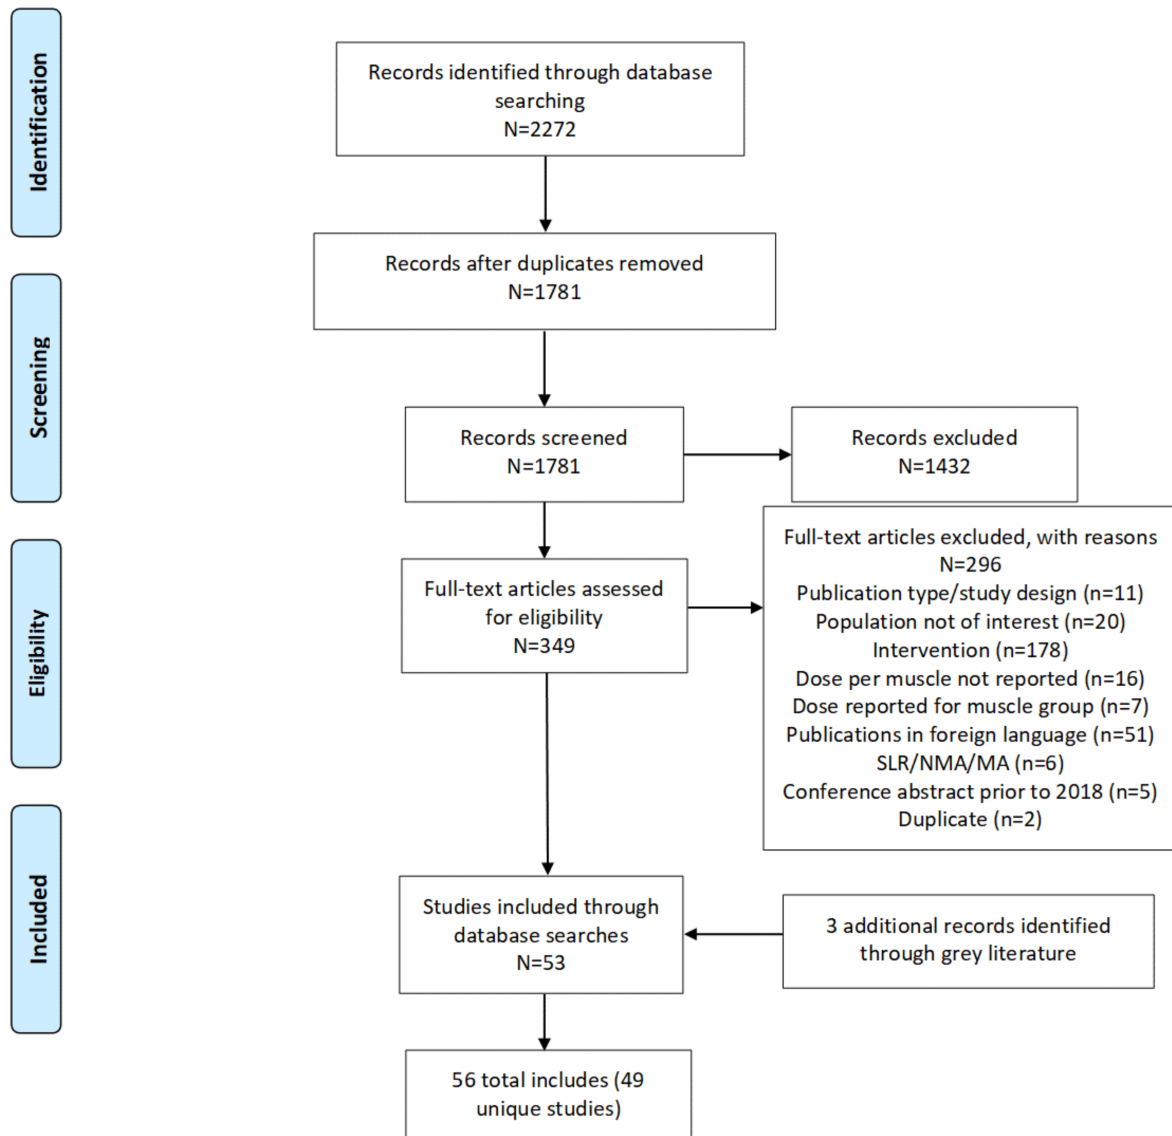 Identification
Records identified through database
searching
N=2272
Records after duplicates removed
N=1781
Screening
Records screened
N=1781
Records excluded
N=1432
Eligibility
Full-text articles assessed
for eligibility
N=349
Full-text articles excluded, with reasons
N=296
Publication type/study design (n=11)
Population not of interest (n=20)
Intervention (n=178)
Dose per muscle not reported (n=16)
Dose reported for muscle group (n=7)
Publications in foreign language (n=51)
SLR/NMA/MA (n=6)
Conference abstract prior to 2018 (n=5)
Duplicate (n=2)
Included
Studies included through
database searches
N=53
3 additional records identified
through grey literature
56 total includes (49
unique studies)